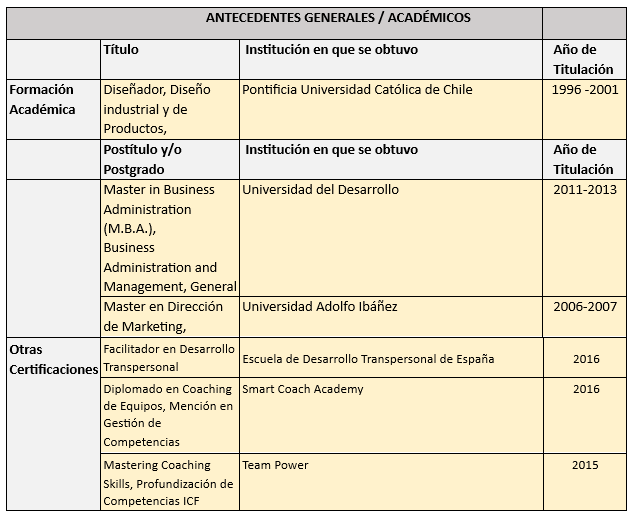 ANTECEDENTES GENERALES / ACADÉMICOS
Título Institución en que se obtuvo Año de
Titulación
Formación Diseñador, Diseño Pontificia Universidad Católica de Chile 1996 -2001
Académica industrial y de
Productos,
Postítulo y/o Institución en que se obtuvo Año de
Postgrado Titulación
Master in Business Universidad del Desarrollo 2011-2013
Administration
(M.B.A.),
Business
Administration and
Management, General
Master en Dirección Universidad Adolfo Ibáñez 2006-2007
de Marketing,
Otras Facilitador en Desarrollo Escuela de Desarrollo Transpersonal de España 2016
Certificaciones Transpersonal
Diplomado en Coaching Smart Coach Academy 2016
de Equipos, Mención en
Gestión de
Competencias
Mastering Coaching Team Power 2015
Skills, Profundización de
Competencias ICF